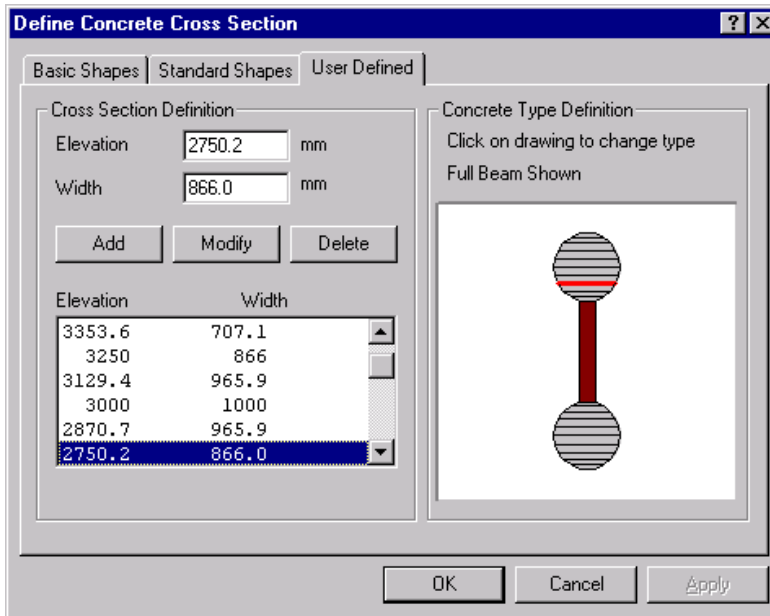 Define Concrete Cross Section
Basic Shapes Standard Shapes User Defined
Cross Section Definition
Elevation 2750.2 mm
Width 866.0 mm
Add Modify Delete
Elevation Width
3353.6 707.1
3250 866
3129.4 965.9
3000 1000
2870.7 965.9
2750.2 866.0
Concrete Type Definition
Click on drawing to change type
Full Beam Shown
OK Cancel Apply